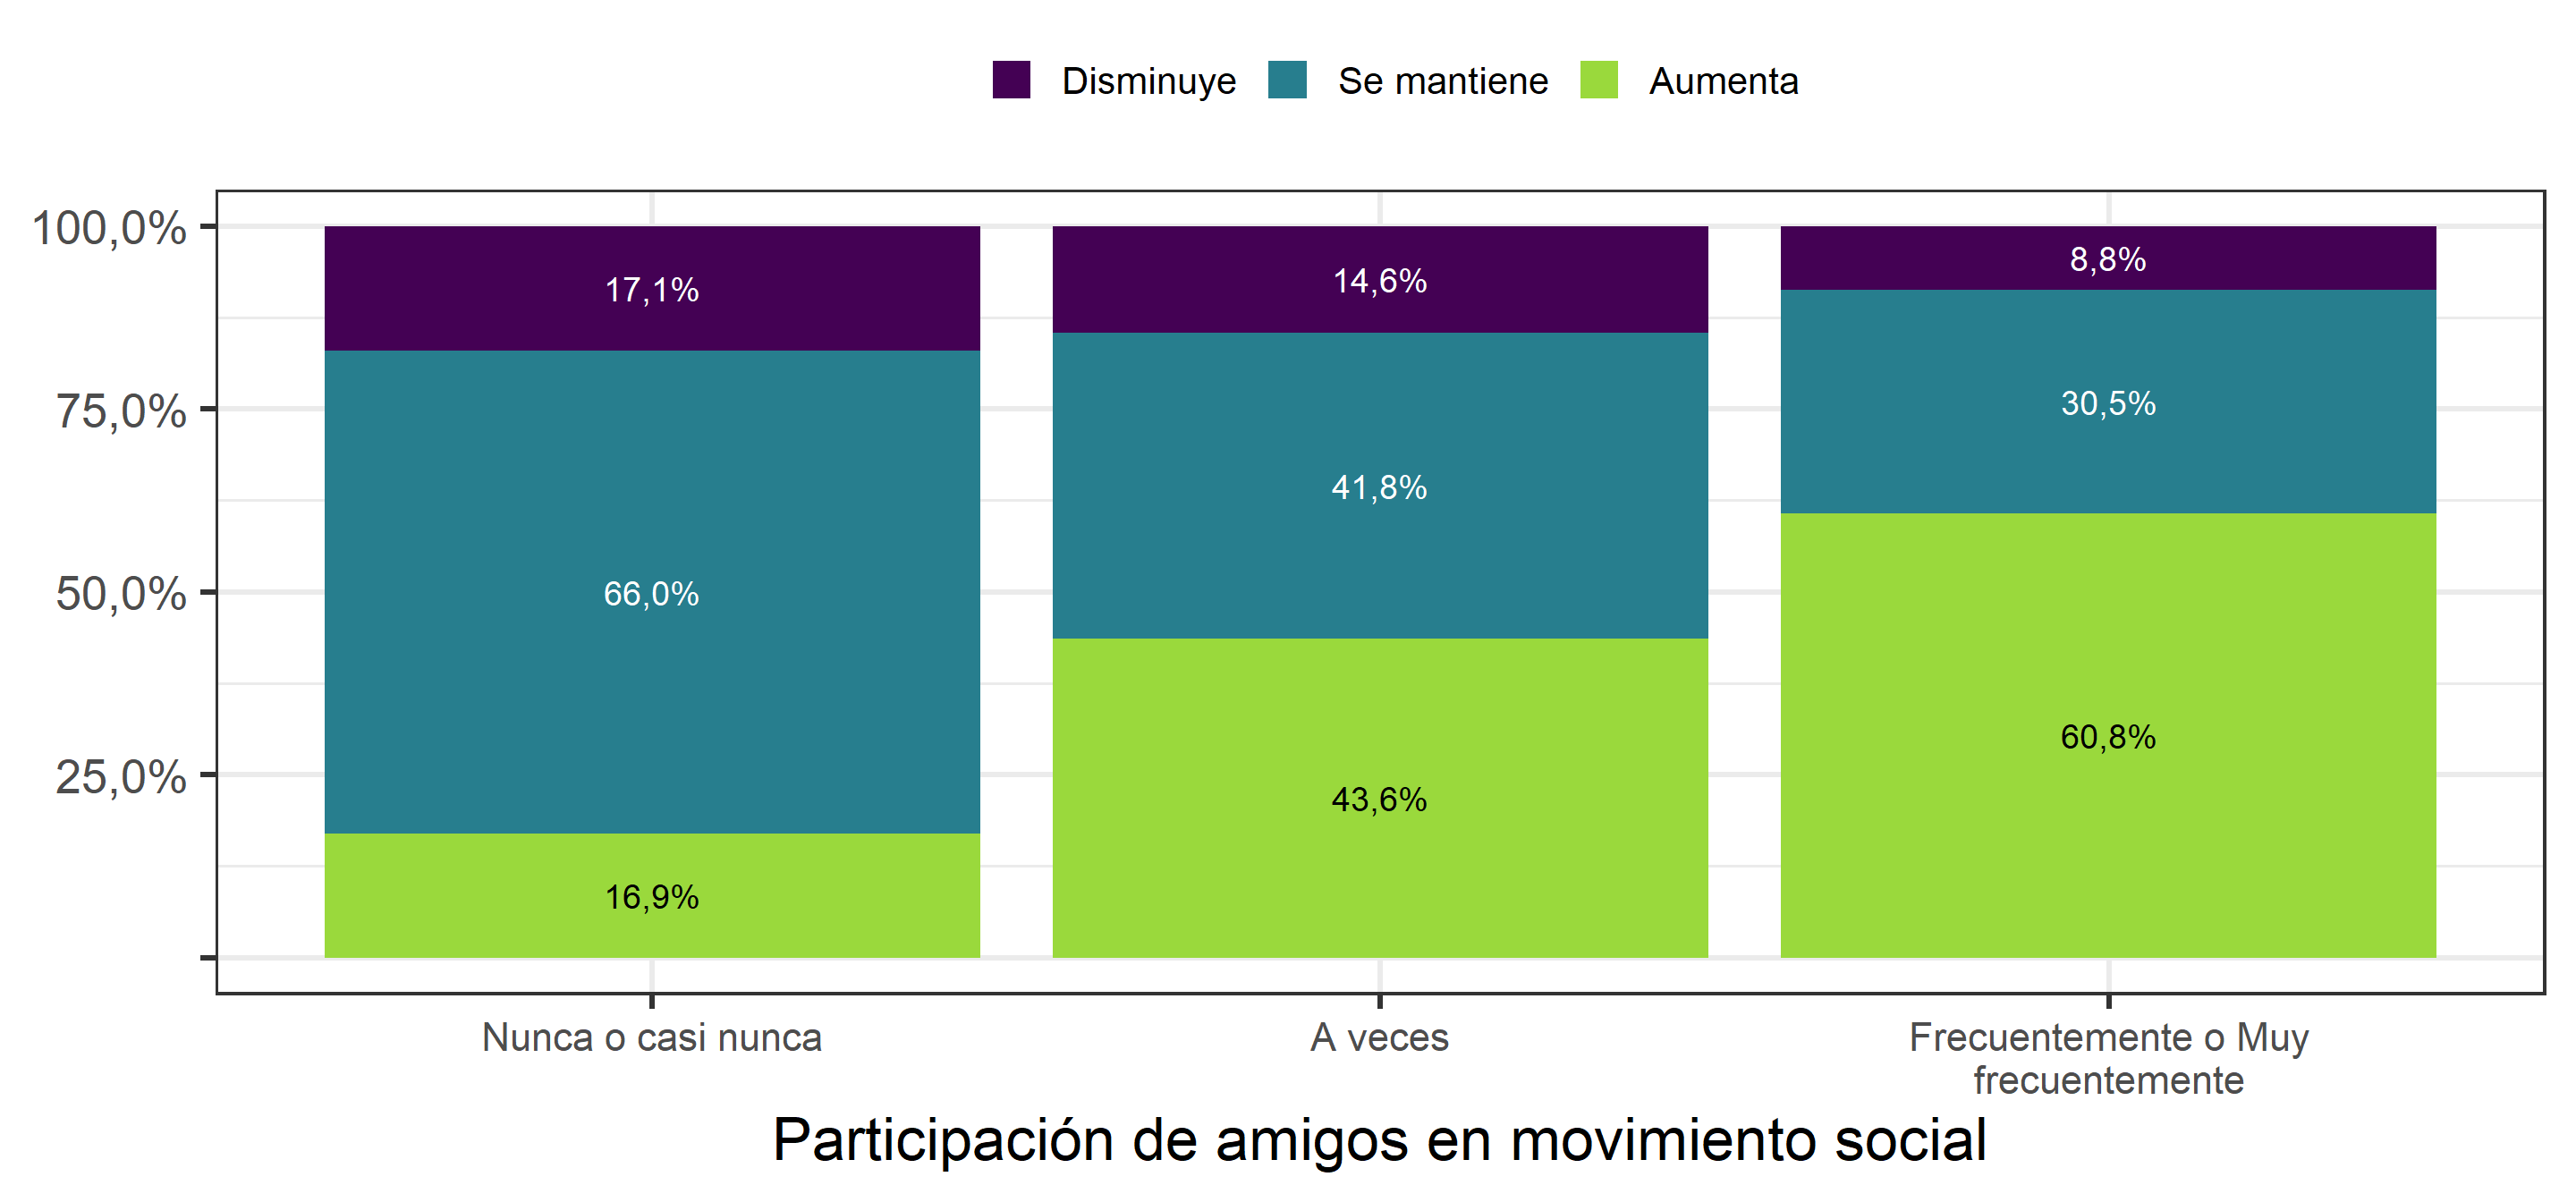 Disminuye Se mantiene Aumenta
100,0%
75,0%
50,0%
25,0%
17,1%
66,0%
16,9%
14,6%
41,8%
43,6%
8,8%
30,5%
60,8%
Nunca o casi nunca
A veces
Frecuentemente o Muy
frecuentemente
Participación de amigos en movimiento social